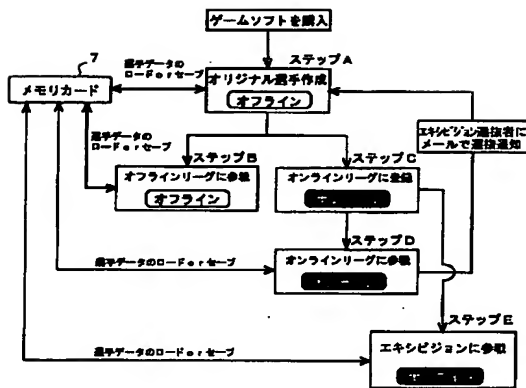 ゲームソフトを購入
ステップA
オリジナル選手作成
オフライン
7
メモリカード
選手データの
ロードorセーブ
選手データの
ロードorセーブ
ステップB
オフラインリーグに参戦
オフライン
ステップC
オンラインリーグに登録
エキシビジョン選抜者に
メールで選抜通知
ステップD
オンラインリーグに参戦
選手データのロードorセーブ
ステップE
エキシビジョンに参戦
選手データのロードorセーブ